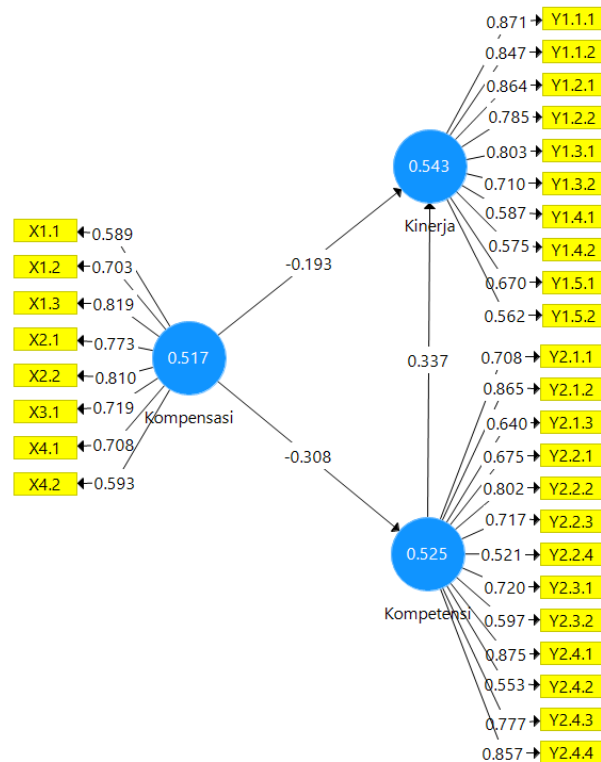 X1.1
0.589
X1.2
0.703
X1.3
0.819
X2.1
0.773
X2.2
0.810
X3.1
0.719
X4.1
0.708
X4.2
0.593
0.517
Kompensasi
-0.193
-0.308
0.337
0.543
Kinerja
0.871
Y1.1.1
0.847
Y1.1.2
0.864
Y1.2.1
0.785
Y1.2.2
0.803
Y1.3.1
0.710
Y1.3.2
0.587
Y1.4.1
0.575
Y1.4.2
0.670
Y1.5.1
0.562
Y1.5.2
0.525
Kompetensi
0.708
Y2.1.1
0.865
Y2.1.2
0.640
Y2.1.3
0.675
Y2.2.1
0.802
Y2.2.2
0.717
Y2.2.3
0.521
Y2.2.4
0.720
Y2.3.1
0.597
Y2.3.2
0.875
Y2.4.1
0.553
Y2.4.2
0.777
Y2.4.3
0.857
Y2.4.4